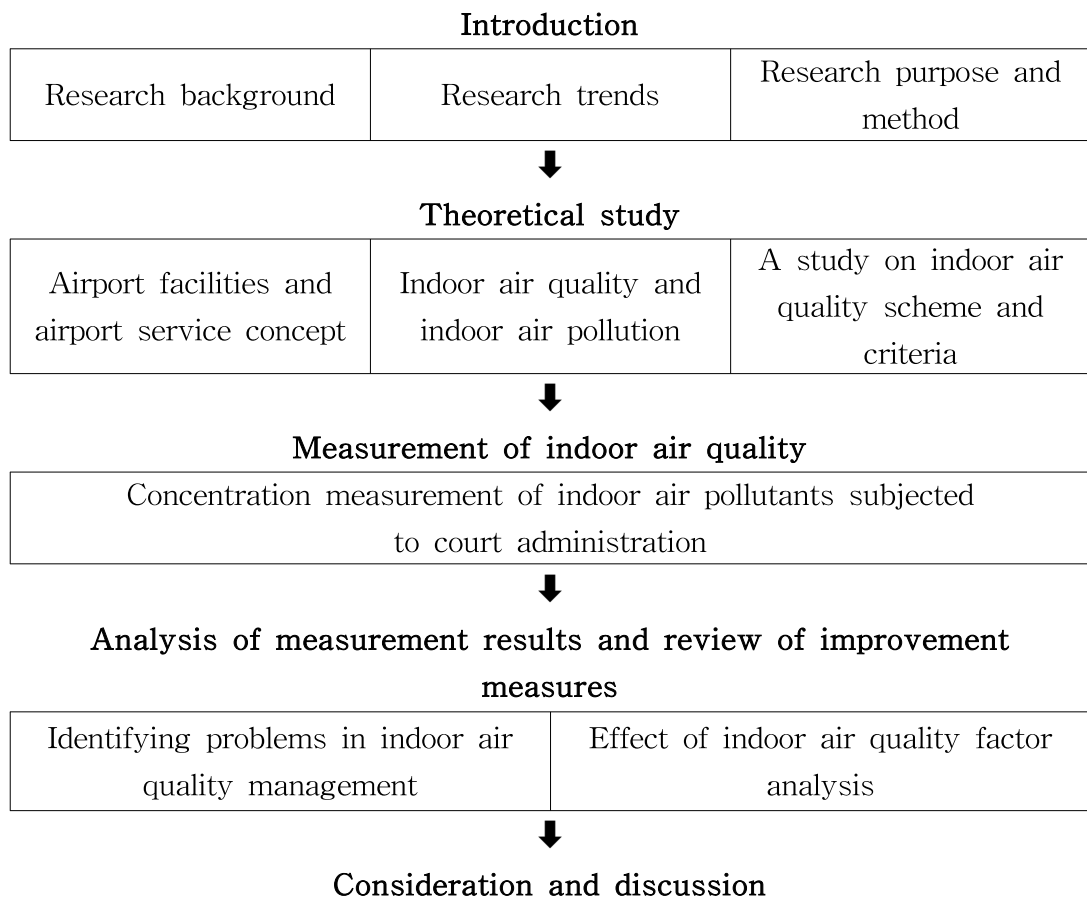 Introduction
Research background
Research trends
Research purpose and
method
Theoretical study
Airport facilities and
airport service concept
Indoor air quality and
indoor air pollution
A study on indoor air
quality scheme and
criteria
Measurement of indoor air quality
Concentration measurement of indoor air pollutants subjected
to court administration
Analysis of measurement results and review of improvement
measures
Identifying problems in indoor air
quality management
Effect of indoor air quality factor
analysis
Consideration and discussion